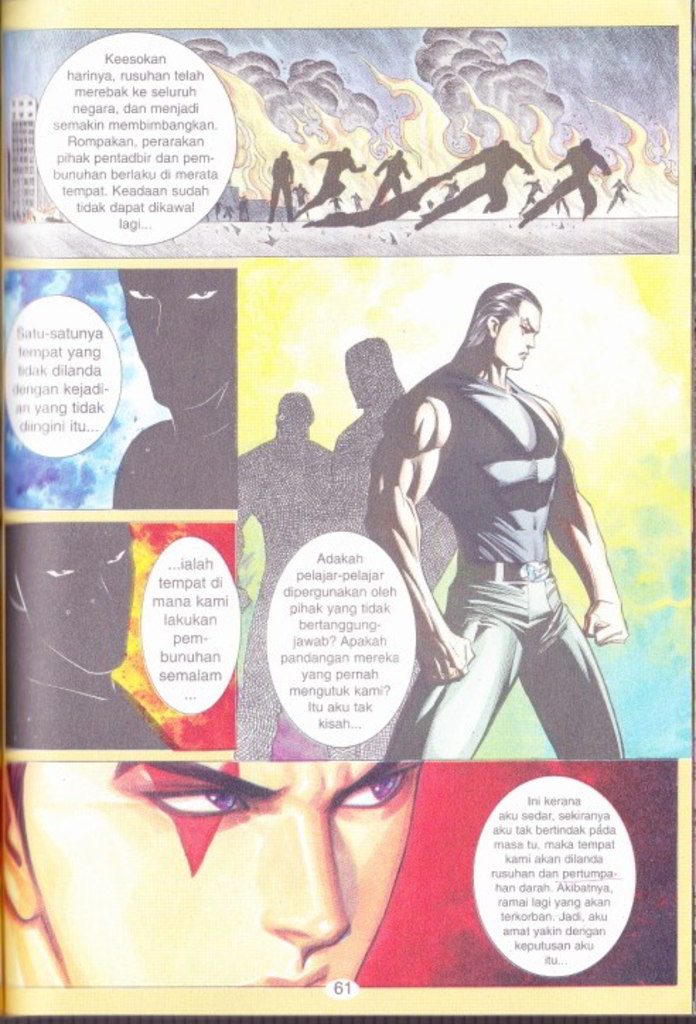 Keesokan
harinya, rusuhan telah
merebak ke seluruh
negara, dan menjadi
semakin membimbangkan.
Rompakan, perarakan
pihak pentadbir dan pem-
bunuhan berlaku di merata
tempat. Keadaan sudah
tidak dapat dikawal
lagi...
Satu-satunya
tempat yang
tidak dilanda
dengan kejadi-
an yang tidak
diingini itu...
...ialah
tempat di
mana kami
lakukan
pem-
bunuhan
semalam
...
Adakah
pelajar-pelajar
dipergunakan oleh
pihak yang tidak
bertanggung-
jawab? Apakah
pandangan mereka
yang pernah
mengutuk kami?
Itu aku tak
kisah...
Ini kerana
aku sedar, sekiranya
aku tak bertindak pada
masa tu, maka tempat
kami akan dilanda
rusuhan dan pertumpa-
han darah. Akibatnya,
ramai lagi yang akan
terkorban. Jadi, aku
amat yakin dengan
keputusan aku
itu...
61